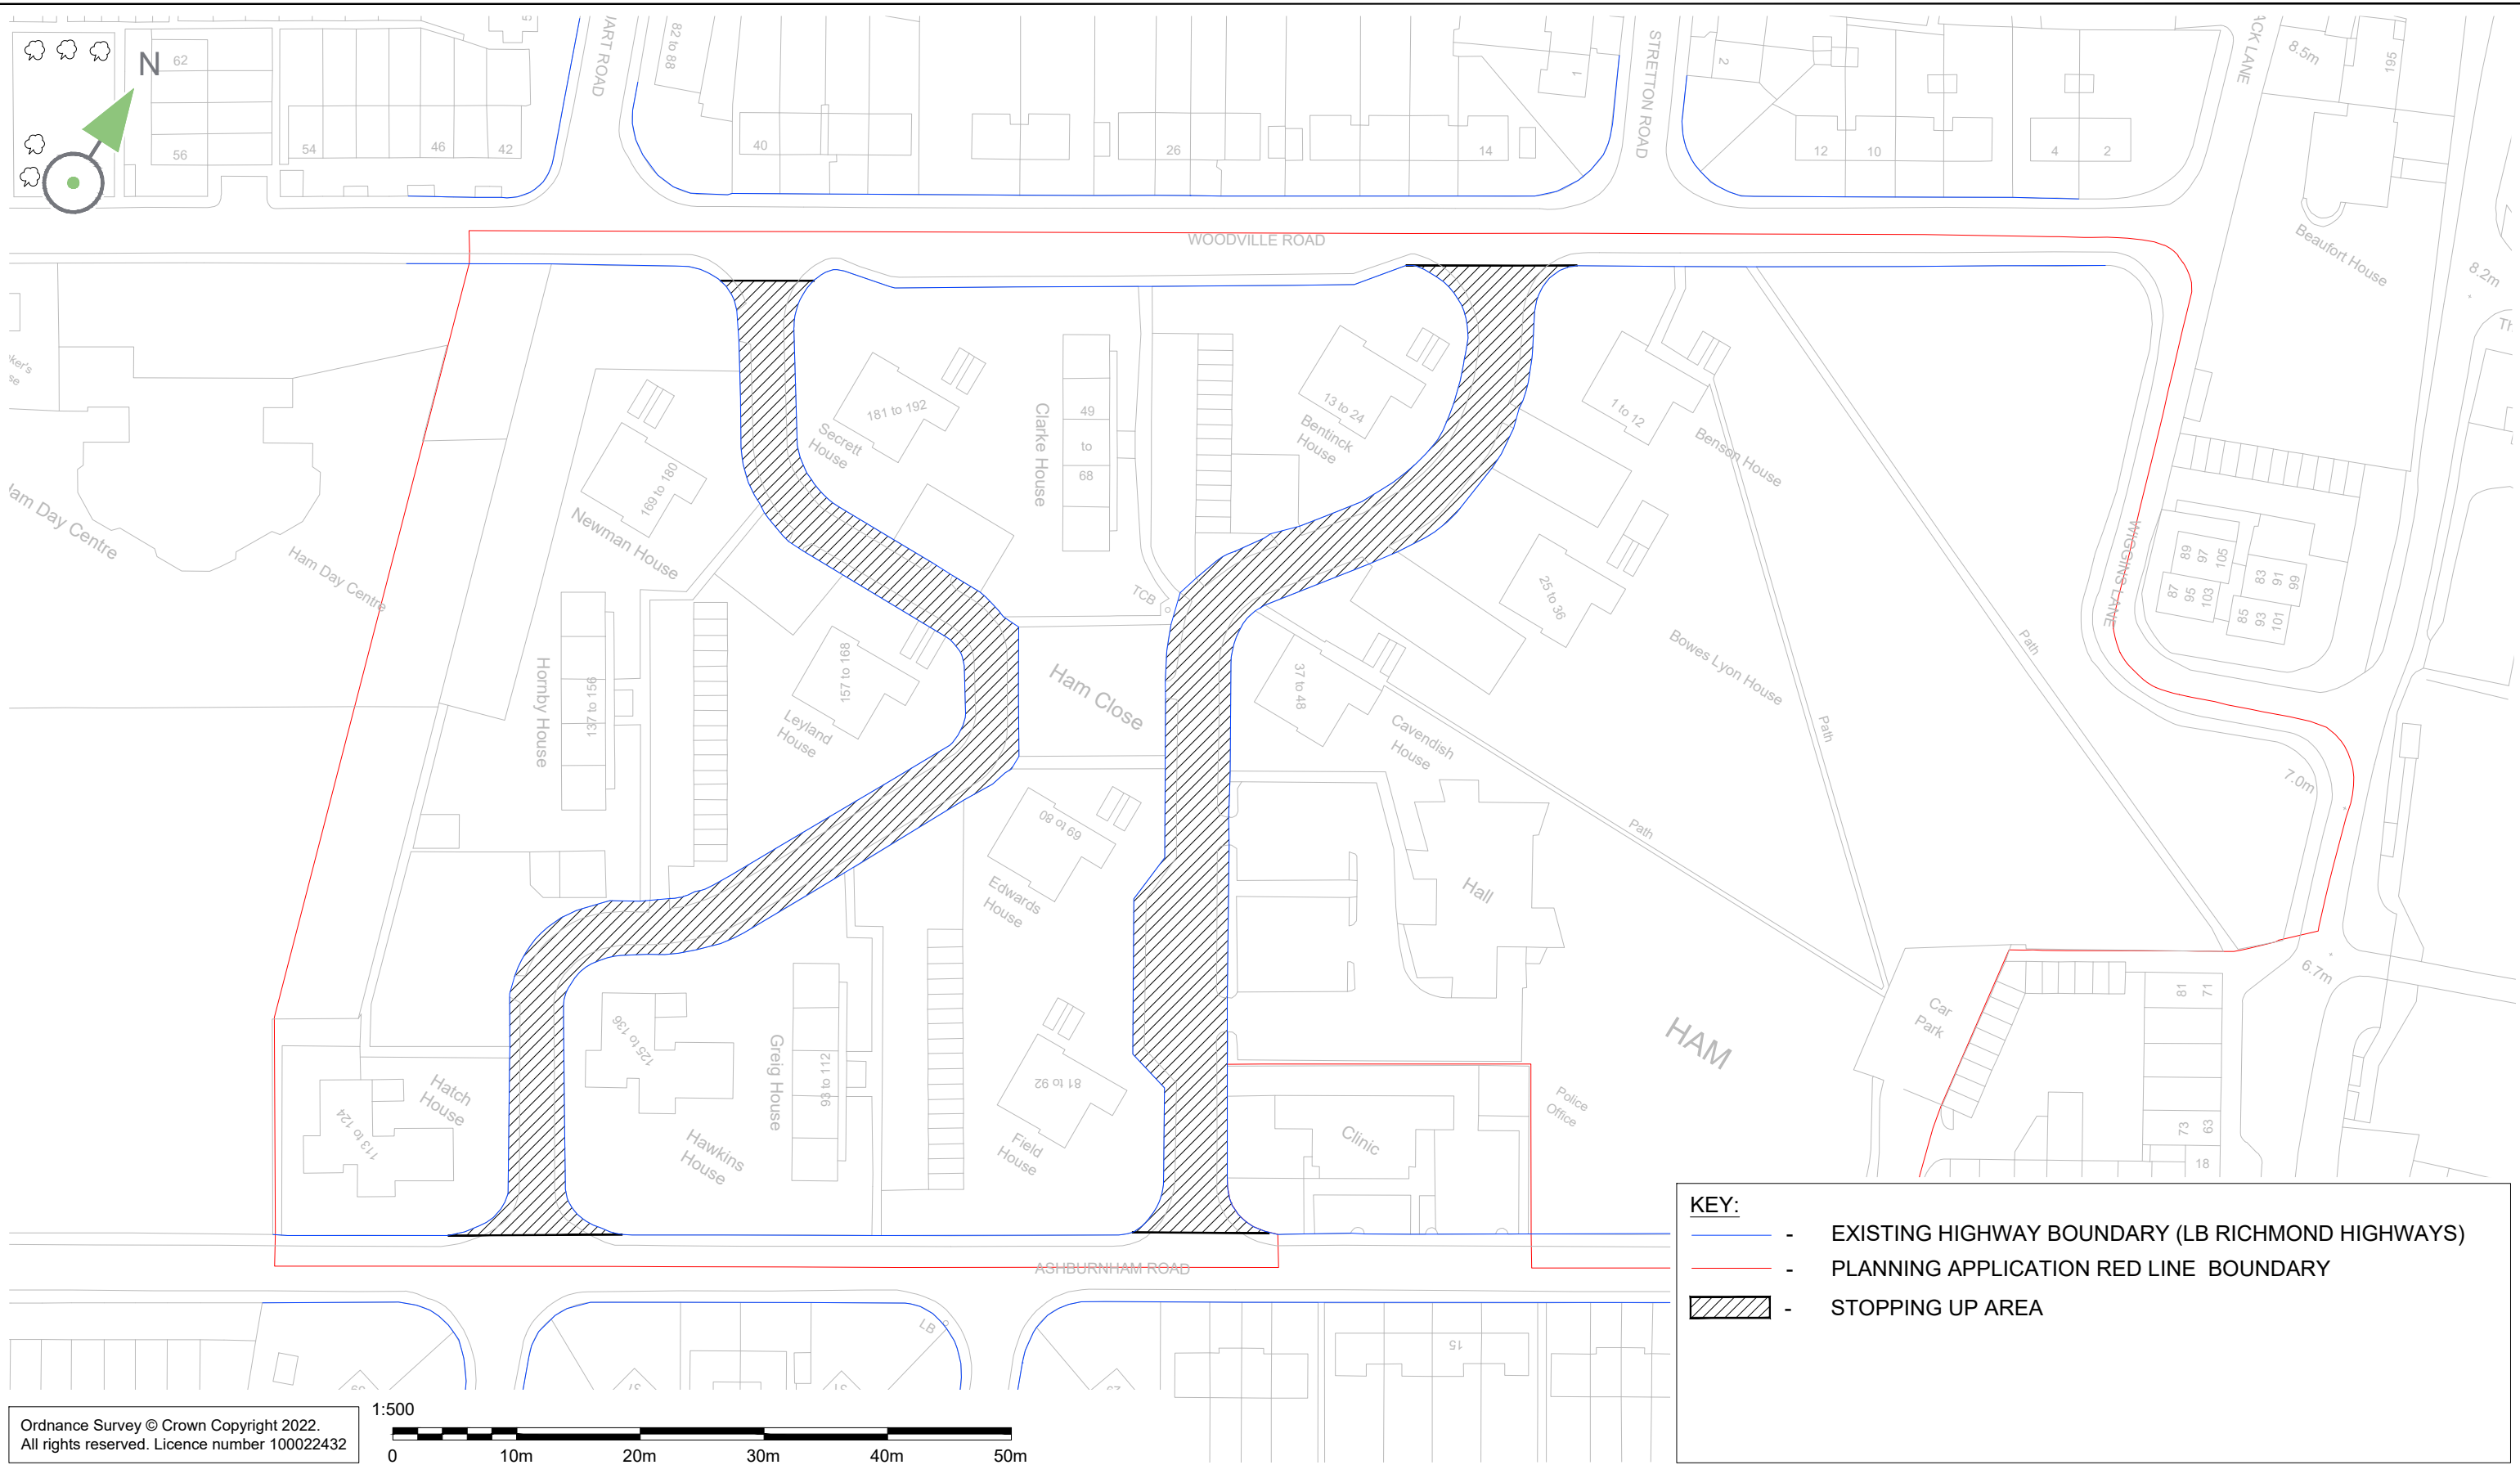 N
62
56
54
46
42
82 to 88
40
26
14
1
STRETTON ROAD
2
12
10
4
2
8.5m
195
Beaufort House
8.2m
WOODVILLE ROAD
Ham Day Centre
169 to 180
Newman House
181 to 192
Secrett
House
Clarke House
49
to
68
13 to 24
Bentinck
House
1 to 12
Benson House
TCB
25 to 36
Bowes Lyon House
WIGGINS LANE
89
97
105
83
91
99
87
95
103
85
93
101
Path
Path
Path
Hornby House
137 to 156
157 to 168
Leyland
House
Ham Close
37 to 48
Cavendish
House
7.0m
69 to 80
Edwards
House
Hall
6.7m
Car
Park
81
71
HAM
125 to 136
Greig House
93 to 112
81 to 92
Field
House
Hatch
House
113 to 124
Hawkins
House
Clinic
Police
Office
73
63
18
ASHBURNHAM ROAD
LB
15
KEY:
- EXISTING HIGHWAY BOUNDARY (LB RICHMOND HIGHWAYS)
- PLANNING APPLICATION RED LINE BOUNDARY
- STOPPING UP AREA
Ordnance Survey © Crown Copyright 2022.
All rights reserved. Licence number 100022432
1:500
0 10m 20m 30m 40m 50m